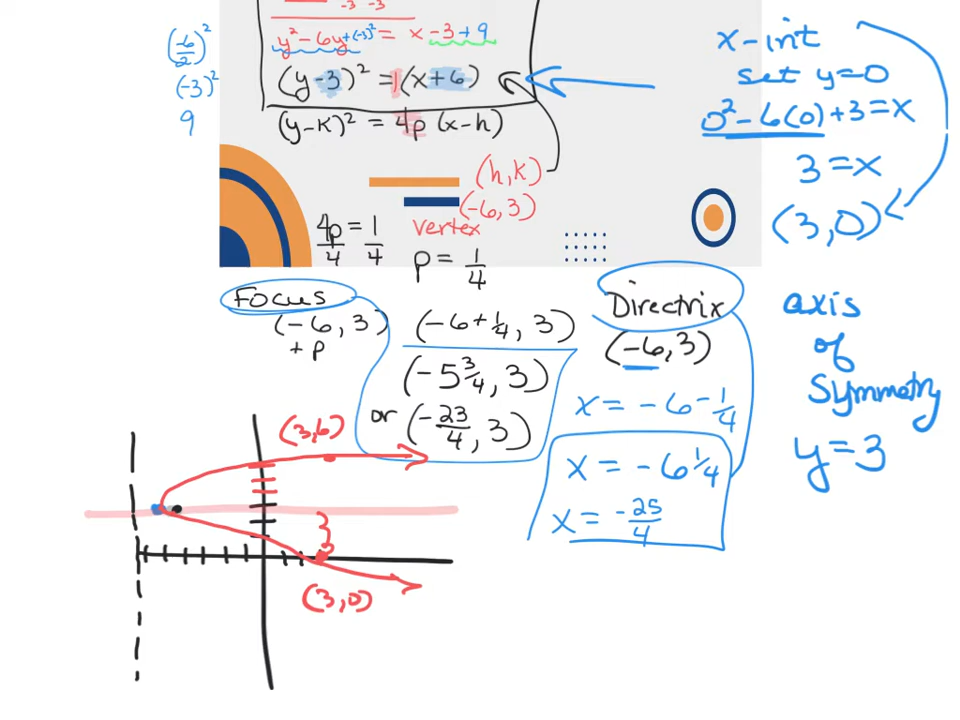 -3 -3
y² - 6y + (-3)² = x - 3 + 9
(y - 3)² = 1(x + 6)
(y - k)² = 4p (x - h)
(-6/2)²
(-3)²
9
(h, k)
(-6, 3)
vertex
4p/4 = 1/4
p = 1/4
x-int
set y = 0
0² - 6(0) + 3 = x
3 = x
(3, 0)
Focus
(-6, 3)
+ p
(-6 + 1/4, 3)
(-5 3/4, 3)
or (-23/4, 3)
Directrix
(-6, 3)
x = -6 - 1/4
x = -6 1/4
x = -25/4
axis
of
Symmetry
y = 3
(3,6)
3
(3,0)